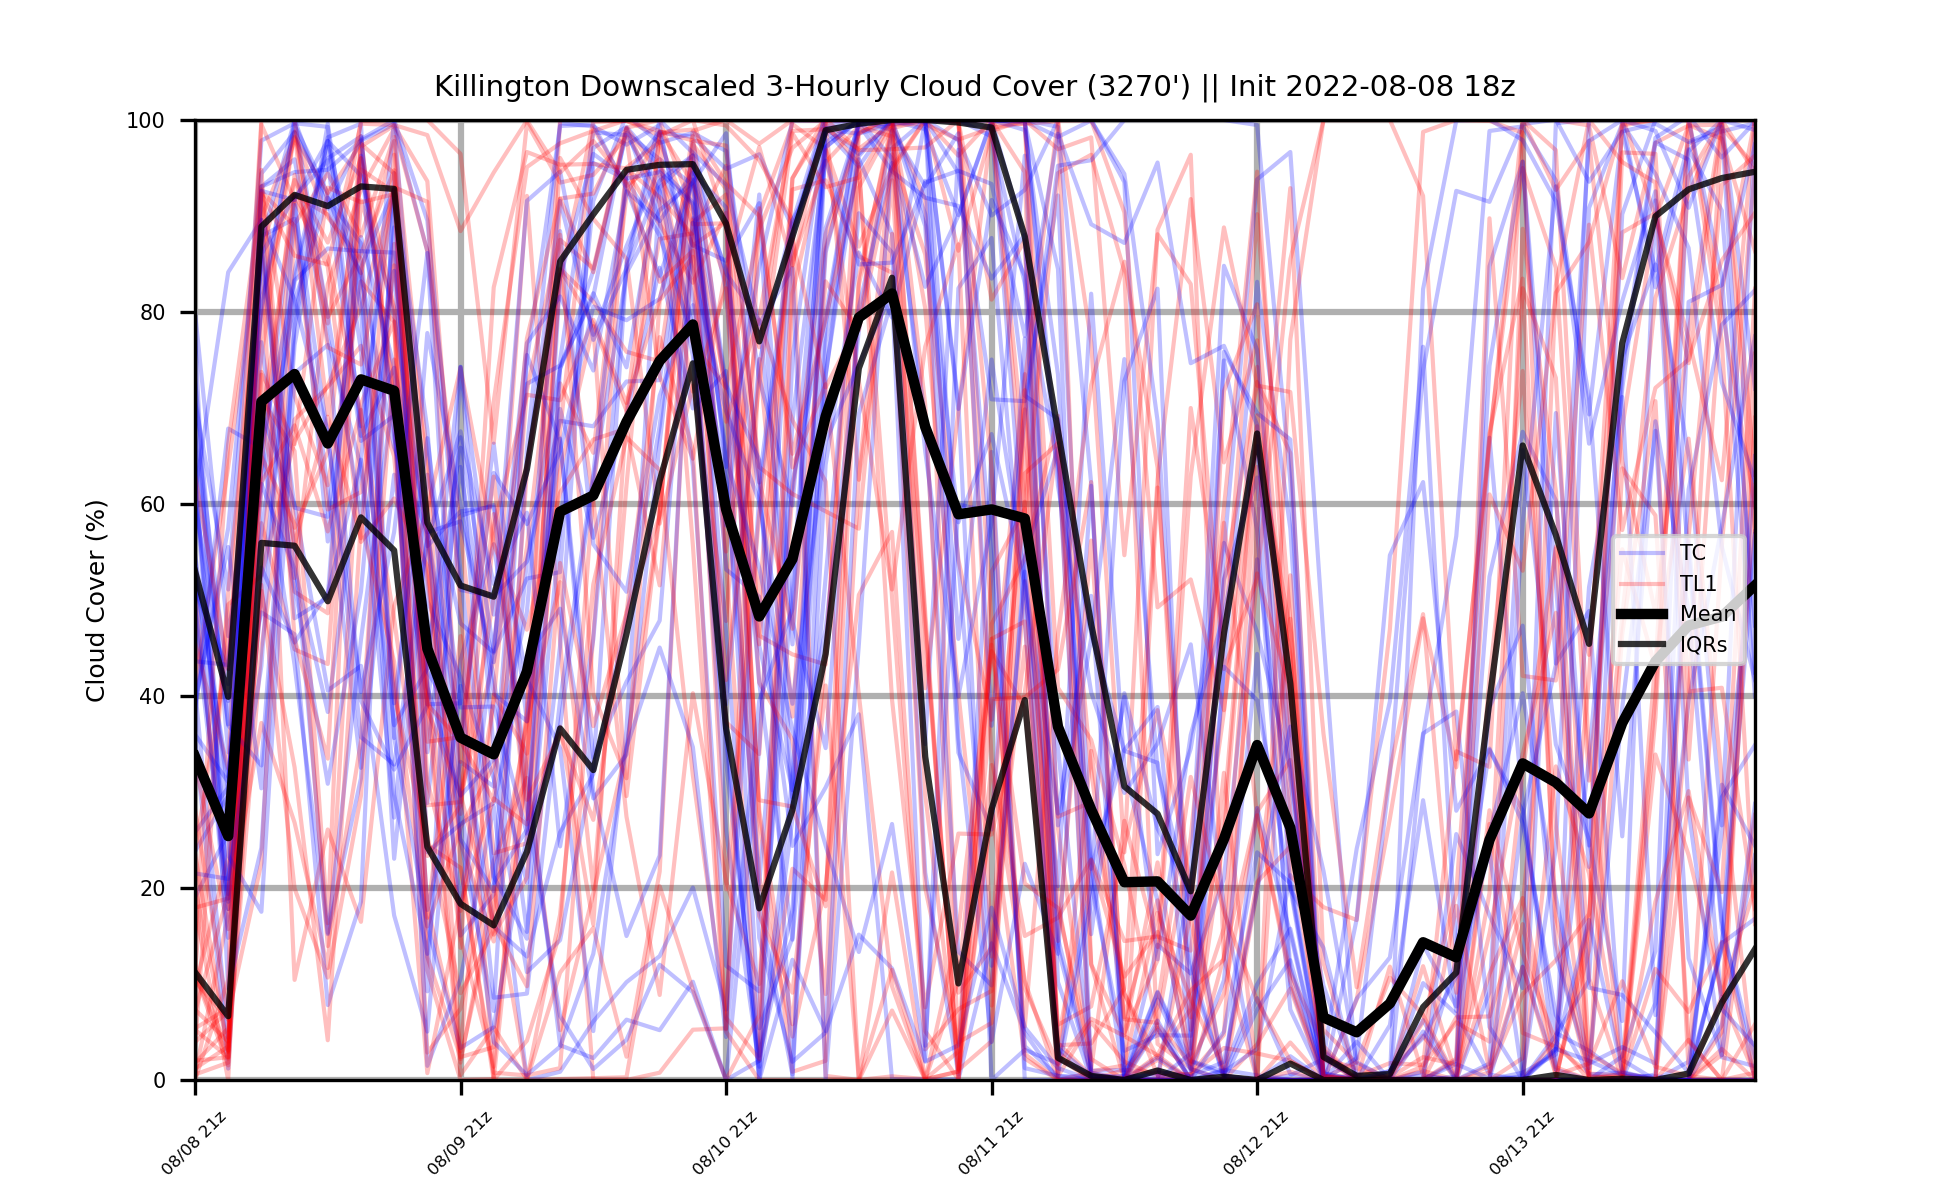 Killington Downscaled 3-Hourly Cloud Cover (3270') || Init 2022-08-08 18z
Cloud Cover (%)
100
80
60
40
20
0
TC
TL1
Mean
IQRs
08/08 21z
08/09 21z
08/10 21z
08/11 21z
08/12 21z
08/13 21z